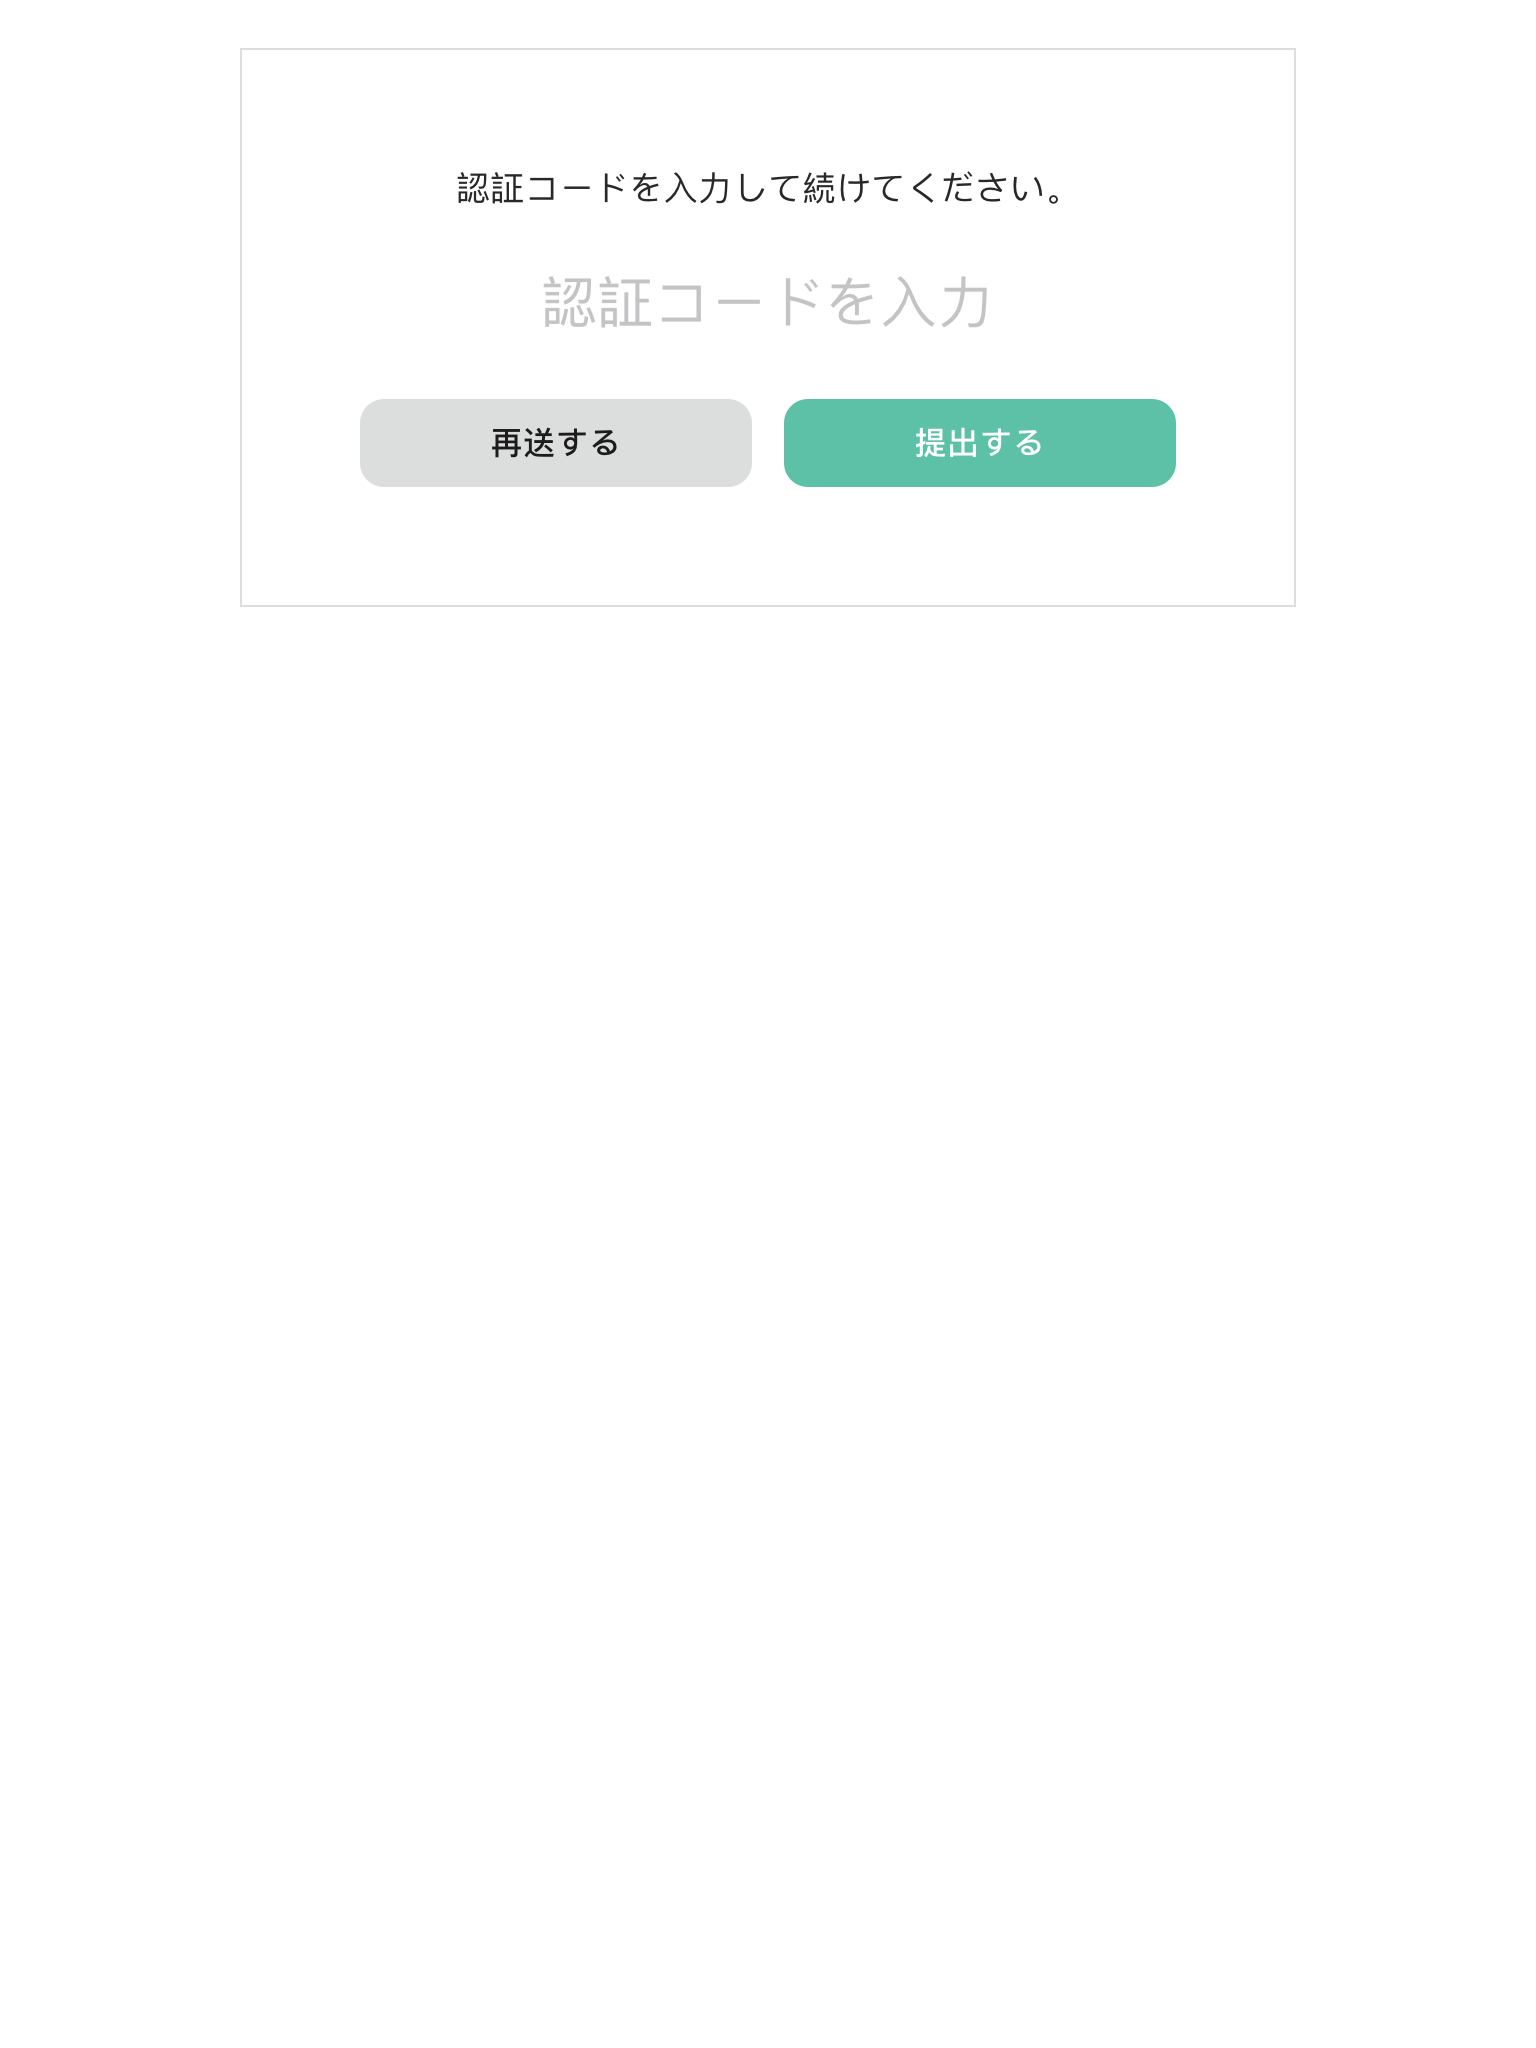 認証コードを入力して続けてください。
認証コードを入力
再送する
提出する